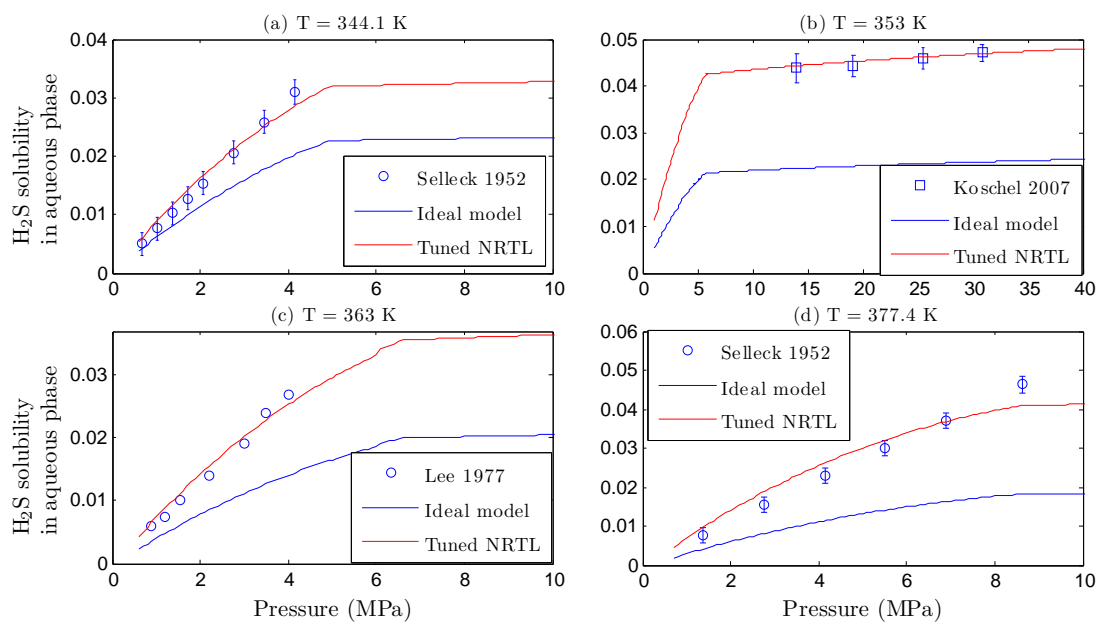 (a) T = 344.1 K
H₂S solubility
in aqueous phase
0.04
0.03
0.02
0.01
0
0 2 4 6 8 10
Selleck 1952
Ideal model
Tuned NRTL
(b) T = 353 K
0.05
0.04
0.03
0.02
0.01
0
0 5 10 15 20 25 30 35 40
Koschel 2007
Ideal model
Tuned NRTL
(c) T = 363 K
H₂S solubility
in aqueous phase
0.03
0.02
0.01
0
0 2 4 6 8 10
Pressure (MPa)
Lee 1977
Ideal model
Tuned NRTL
(d) T = 377.4 K
0.06
0.05
0.04
0.03
0.02
0.01
0
0 2 4 6 8 10
Pressure (MPa)
Selleck 1952
Ideal model
Tuned NRTL